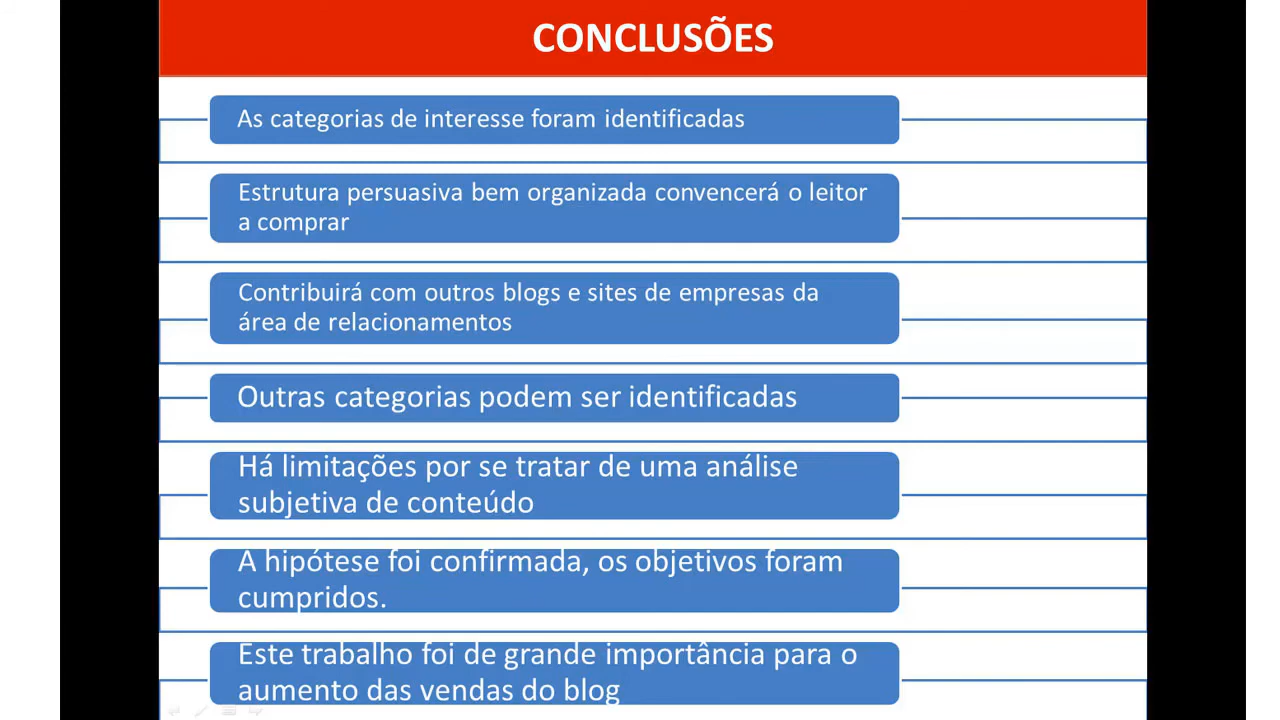 CONCLUSÕES
As categorias de interesse foram identificadas
Estrutura persuasiva bem organizada convencerá o leitor
a comprar
Contribuirá com outros blogs e sites de empresas da
área de relacionamentos
Outras categorias podem ser identificadas
Há limitações por se tratar de uma análise
subjetiva de conteúdo
A hipótese foi confirmada, os objetivos foram
cumpridos.
Este trabalho foi de grande importância para o
aumento das vendas do blog